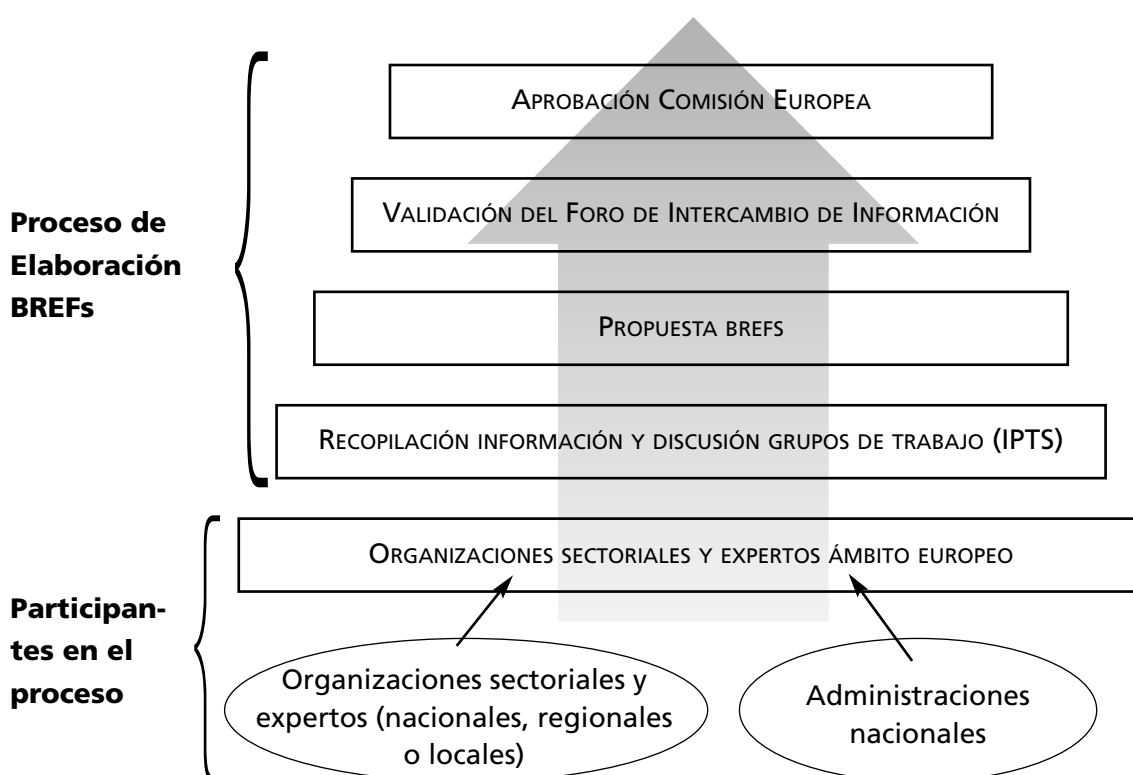 APROBACIÓN COMISIÓN EUROPEA
VALIDACIÓN DEL FORO DE INTERCAMBIO DE INFORMACIÓN
Proceso de
Elaboración
BREFs
PROPUESTA BREFS
RECOPILACIÓN INFORMACIÓN Y DISCUSIÓN GRUPOS DE TRABAJO (IPTS)
ORGANIZACIONES SECTORIALES Y EXPERTOS ÁMBITO EUROPEO
Participan-
tes en el
proceso
Organizaciones sectoriales y
expertos (nacionales, regionales
o locales)
Administraciones
nacionales